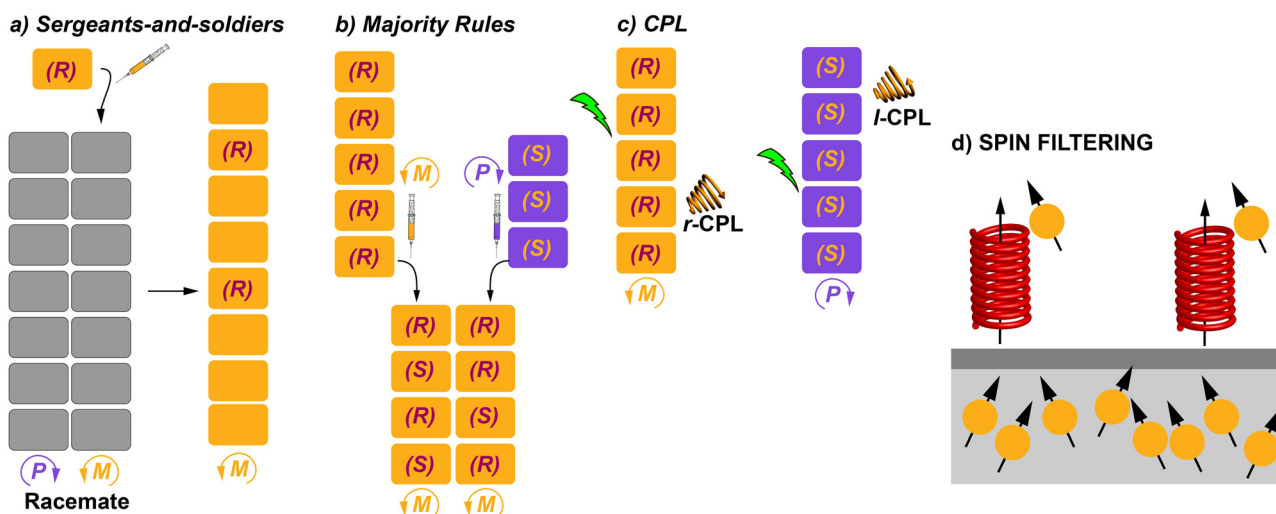 a) Sergeants-and-soldiers
(R)
(R)
(R)
P
M
Racemate
M
b) Majority Rules
(R)
(R)
(R)
(R)
(R)
M
P
(S)
(S)
(S)
(R) (R)
(S) (R)
(R) (S)
(S) (R)
M
M
c) CPL
(R)
(R)
(R)
(R)
(R)
M
r-CPL
(S)
(S)
(S)
(S)
(S)
P
l-CPL
d) SPIN FILTERING